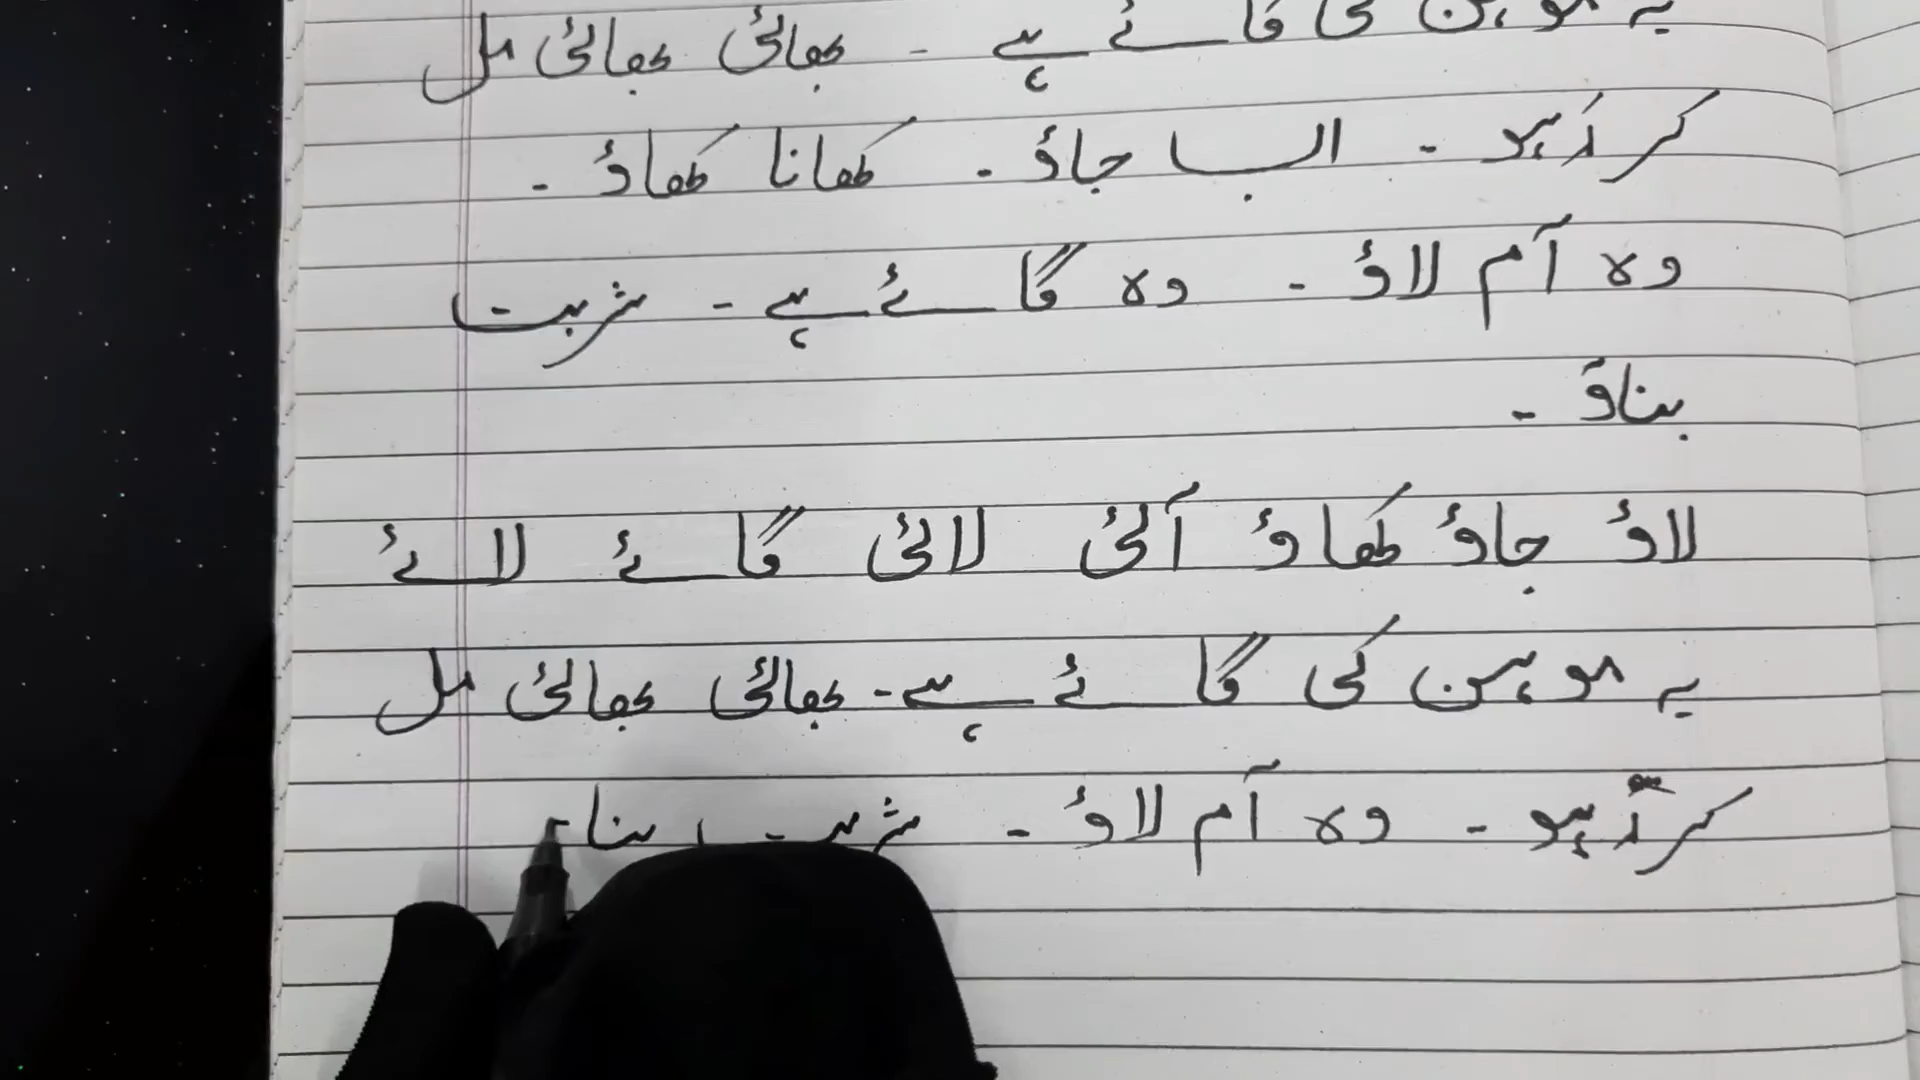 یہ موہن کی گائے ہے ۔ بھائی بھائی مل
کر رہو ۔ الٰہ جاؤ ۔ کھانا کھاؤ ۔
وہ آم لاؤ ۔ وہ گائے ہے ۔ شربت
بناؤ ۔
لاؤ جاؤ کھاؤ آئی لائی گائے لائے
یہ موہن کی گائے ہے ۔ بھائی بھائی مل
کر رہو ۔ وہ آم لاؤ ۔ شربت بنا